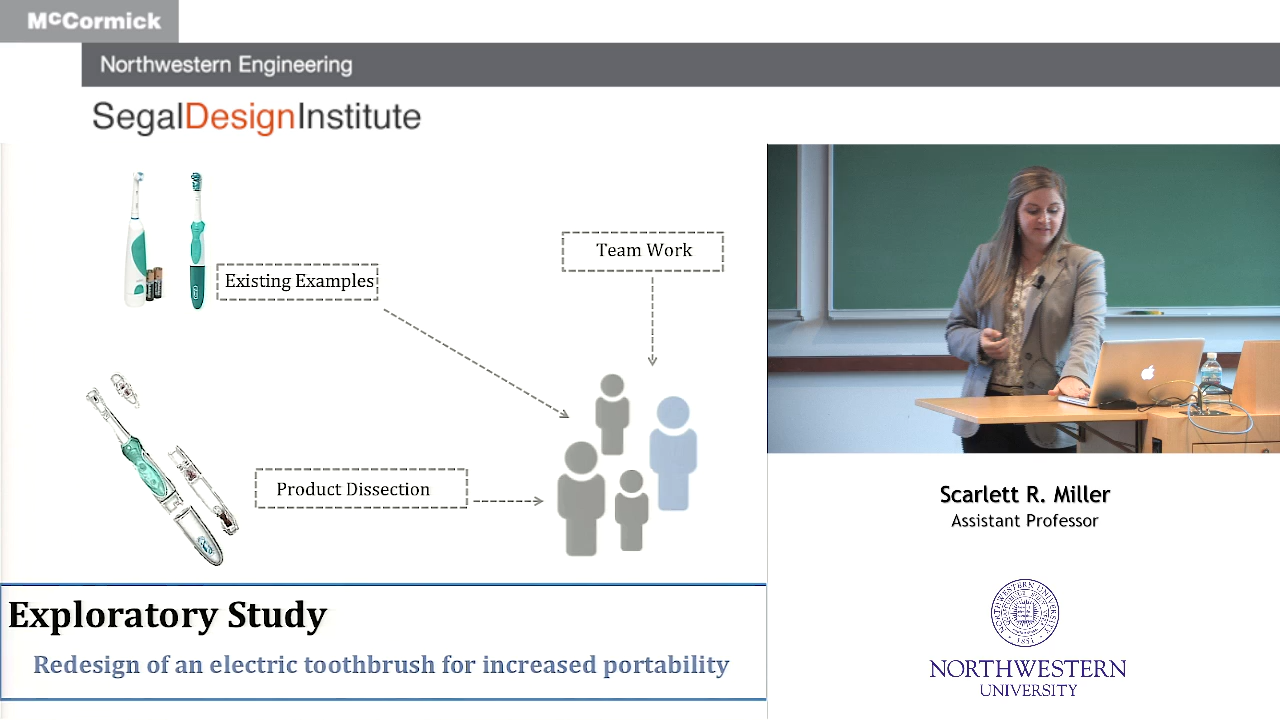 McCormick
Northwestern Engineering
SegalDesignInstitute
Existing Examples
Team Work
Product Dissection
Exploratory Study
Redesign of an electric toothbrush for increased portability
Scarlett R. Miller
Assistant Professor
NORTHWESTERN
UNIVERSITY